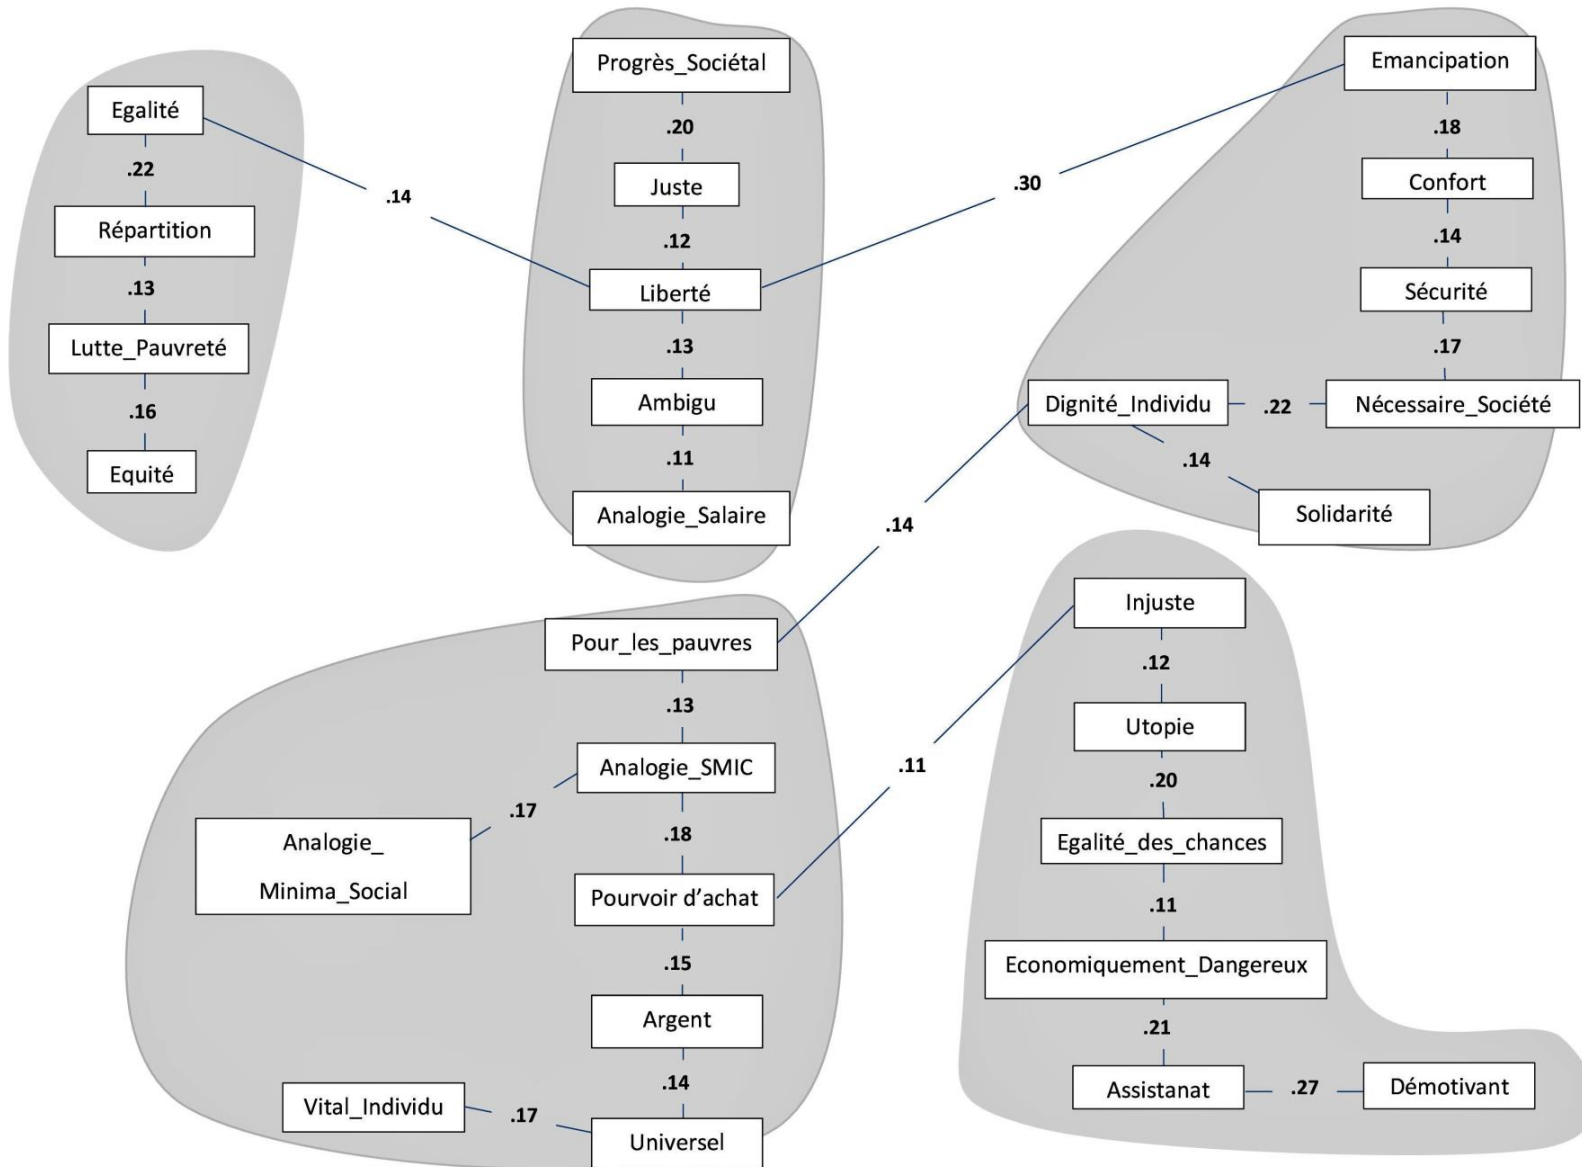 Egalité
.22
Répartition
.13
Lutte_Pauvreté
.16
Equité
.14
Progrès_Sociétal
.20
Juste
.12
Liberté
.13
Ambigu
.11
Analogie_Salaire
.30
Emancipation
.18
Confort
.14
Sécurité
.17
Nécessaire_Société
.22
Dignité_Individu
.14
Solidarité
.14
Pour_les_pauvres
.13
Analogie_SMIC
.17
Analogie_
Minima_Social
.18
Pourvoir d’achat
.15
Argent
.14
Universel
.17
Vital_Individu
.11
Injuste
.12
Utopie
.20
Egalité_des_chances
.11
Economiquement_Dangereux
.21
Assistanat
.27
Démotivant